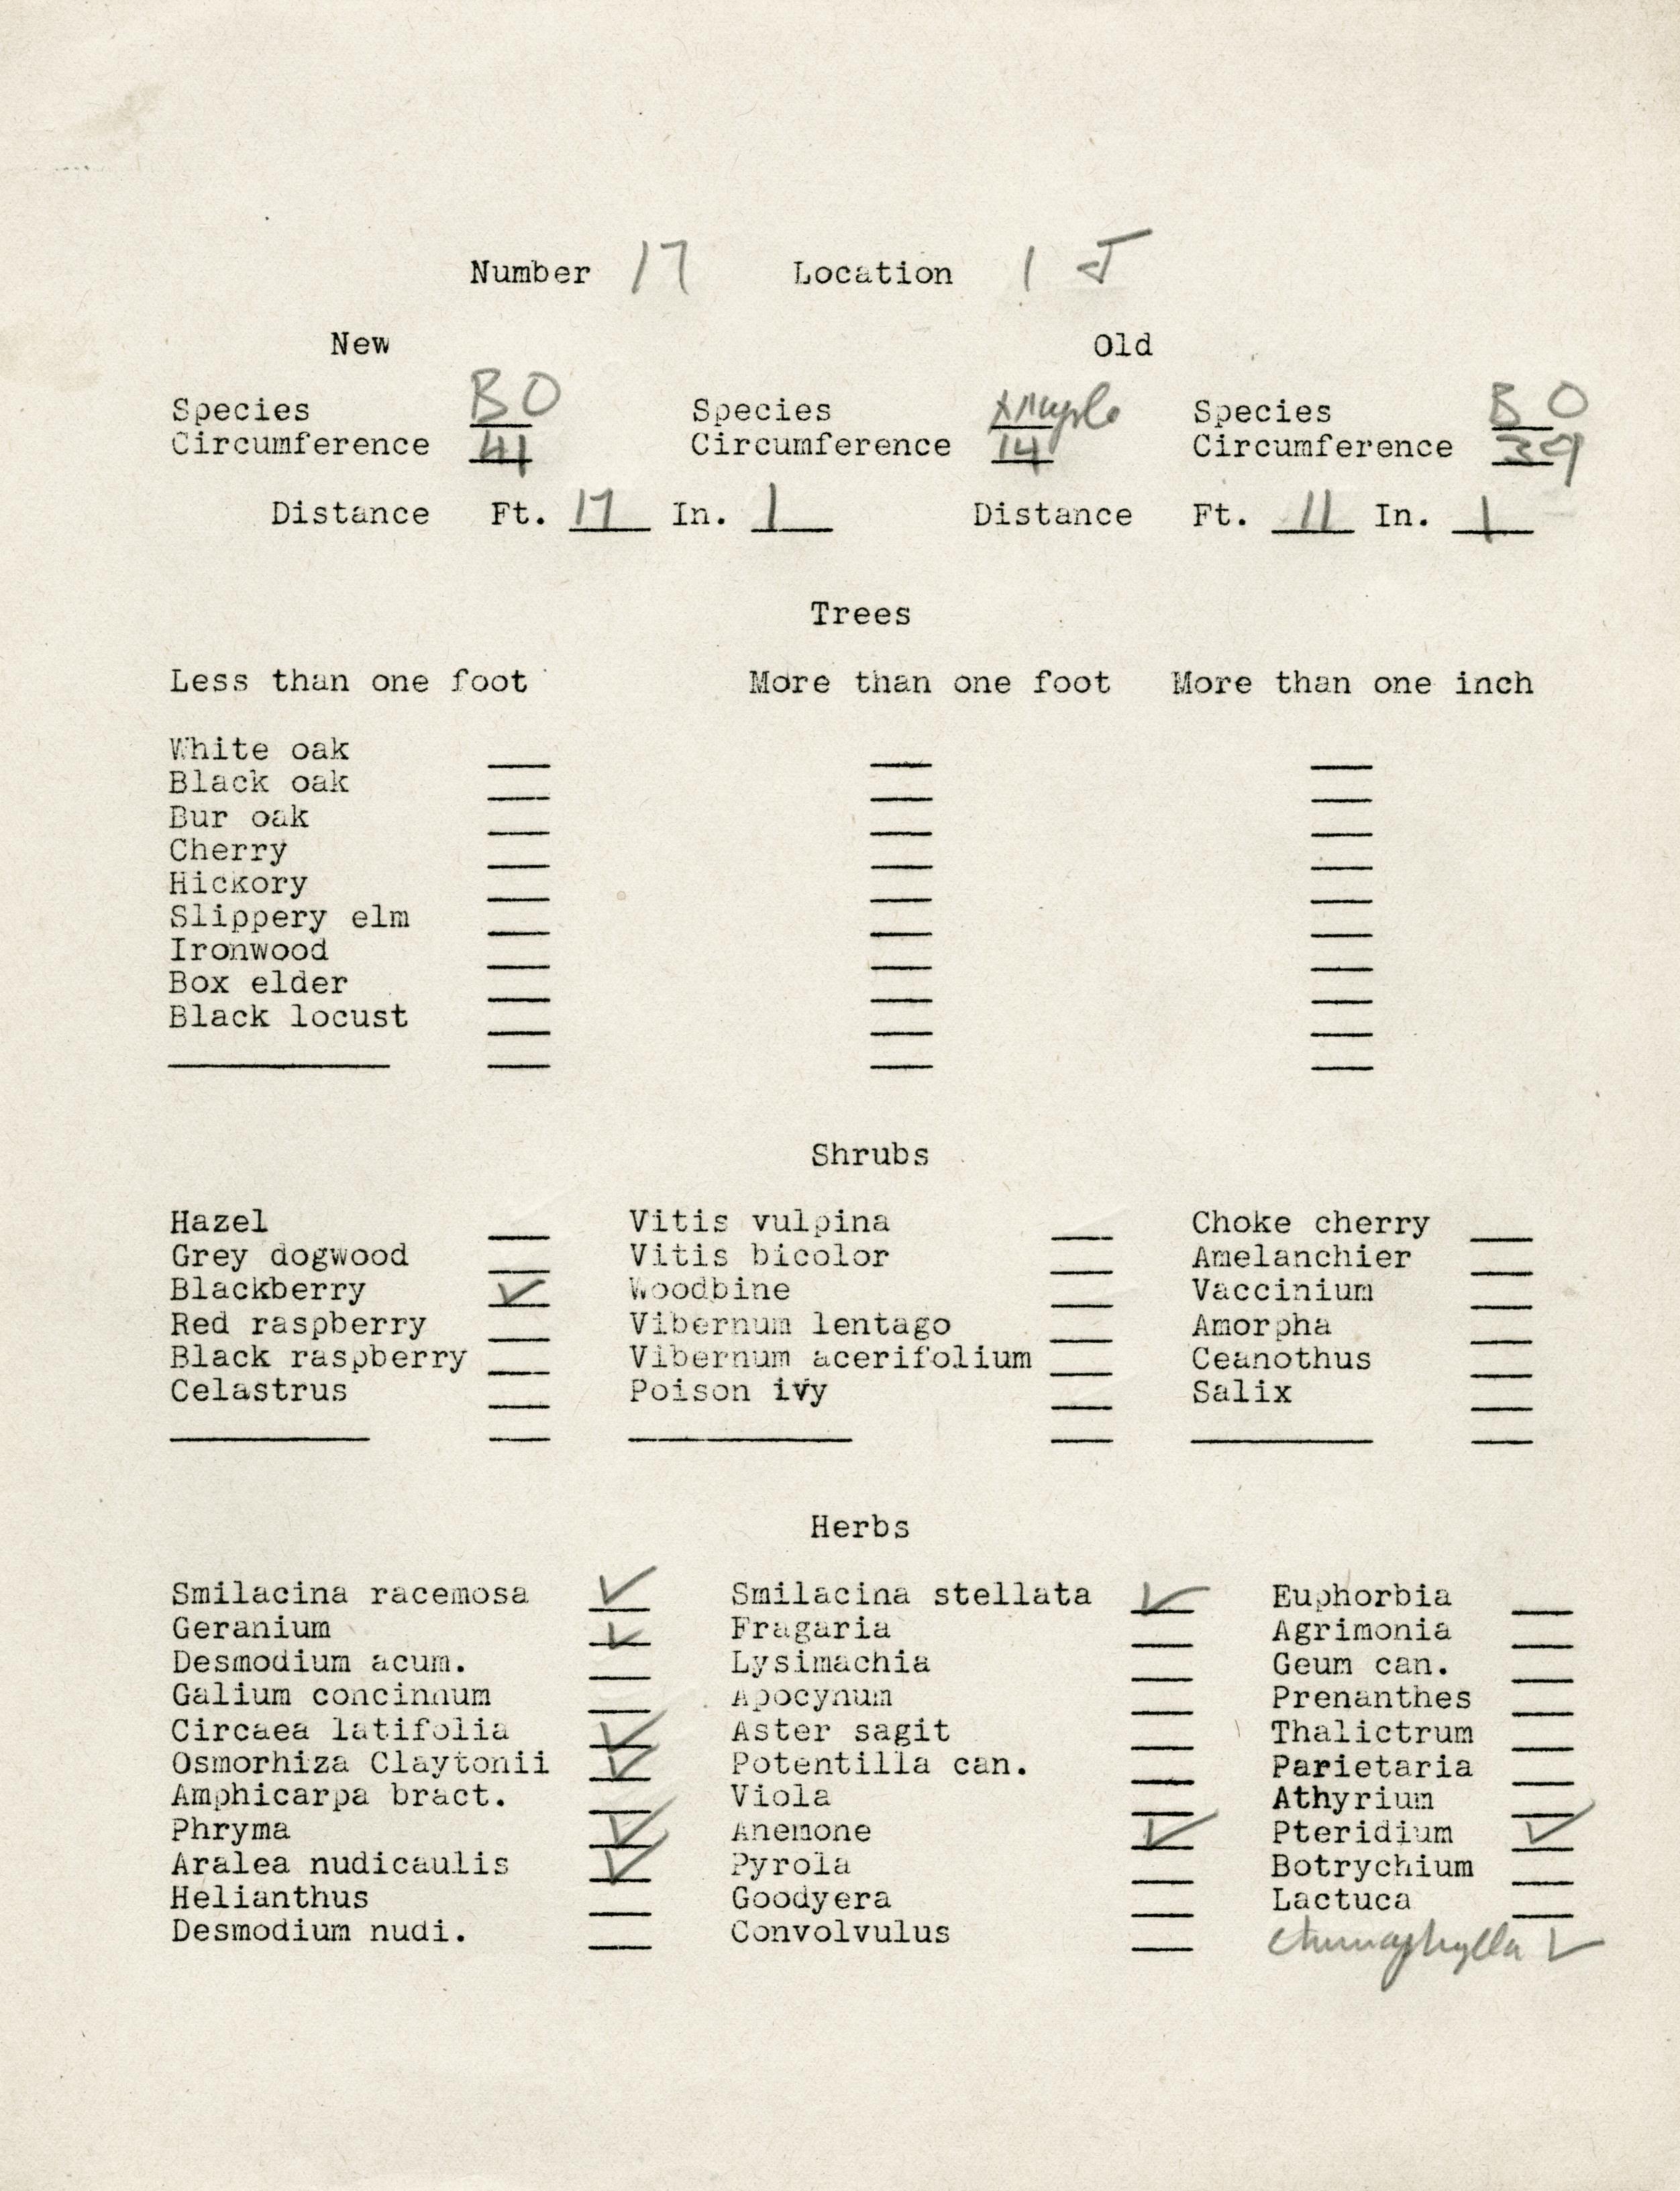 Number 17 Location 1 J
New Old
Species BO Species Maple Species BO
Circumference 41 Circumference 14 Circumference 39
Distance Ft. 17 In. 1 Distance Ft. 11 In. 1
Trees
Less than one foot More than one foot More than one inch
White oak
Black oak
Bur oak
Cherry
Hickory
Slippery elm
Ironwood
Box elder
Black locust
Shrubs
Hazel Vitis vulpina Choke cherry
Grey dogwood Vitis bicolor Amelanchier
Blackberry ✓ Woodbine Vaccinium
Red raspberry Vibernum lentago Amorpha
Black raspberry Vibernum acerifolium Ceanothus
Celastrus Poison ivy Salix
Herbs
Smilacina racemosa ✓ Smilacina stellata ✓ Euphorbia
Geranium ✓ Fragaria Agrimonia
Desmodium acum. Lysimachia Geum can.
Galium concinnum Apocynum Prenanthes
Circaea latifolia ✓ Aster sagit Thalictrum
Osmorhiza Claytonii ✓ Potentilla can. Parietaria
Amphicarpa bract. Viola Athyrium
Phryma ✓ Anemone ✓ Pteridium ✓
Aralea nudicaulis ✓ Pyrola Botrychium
Helianthus Goodyera Lactuca
Desmodium nudi. Convolvulus ✓